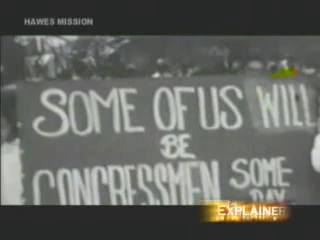 HAWES MISSION
SOME OF US WILL
BE
CONGRESSMEN SOME-
DAY
EXPLAINER